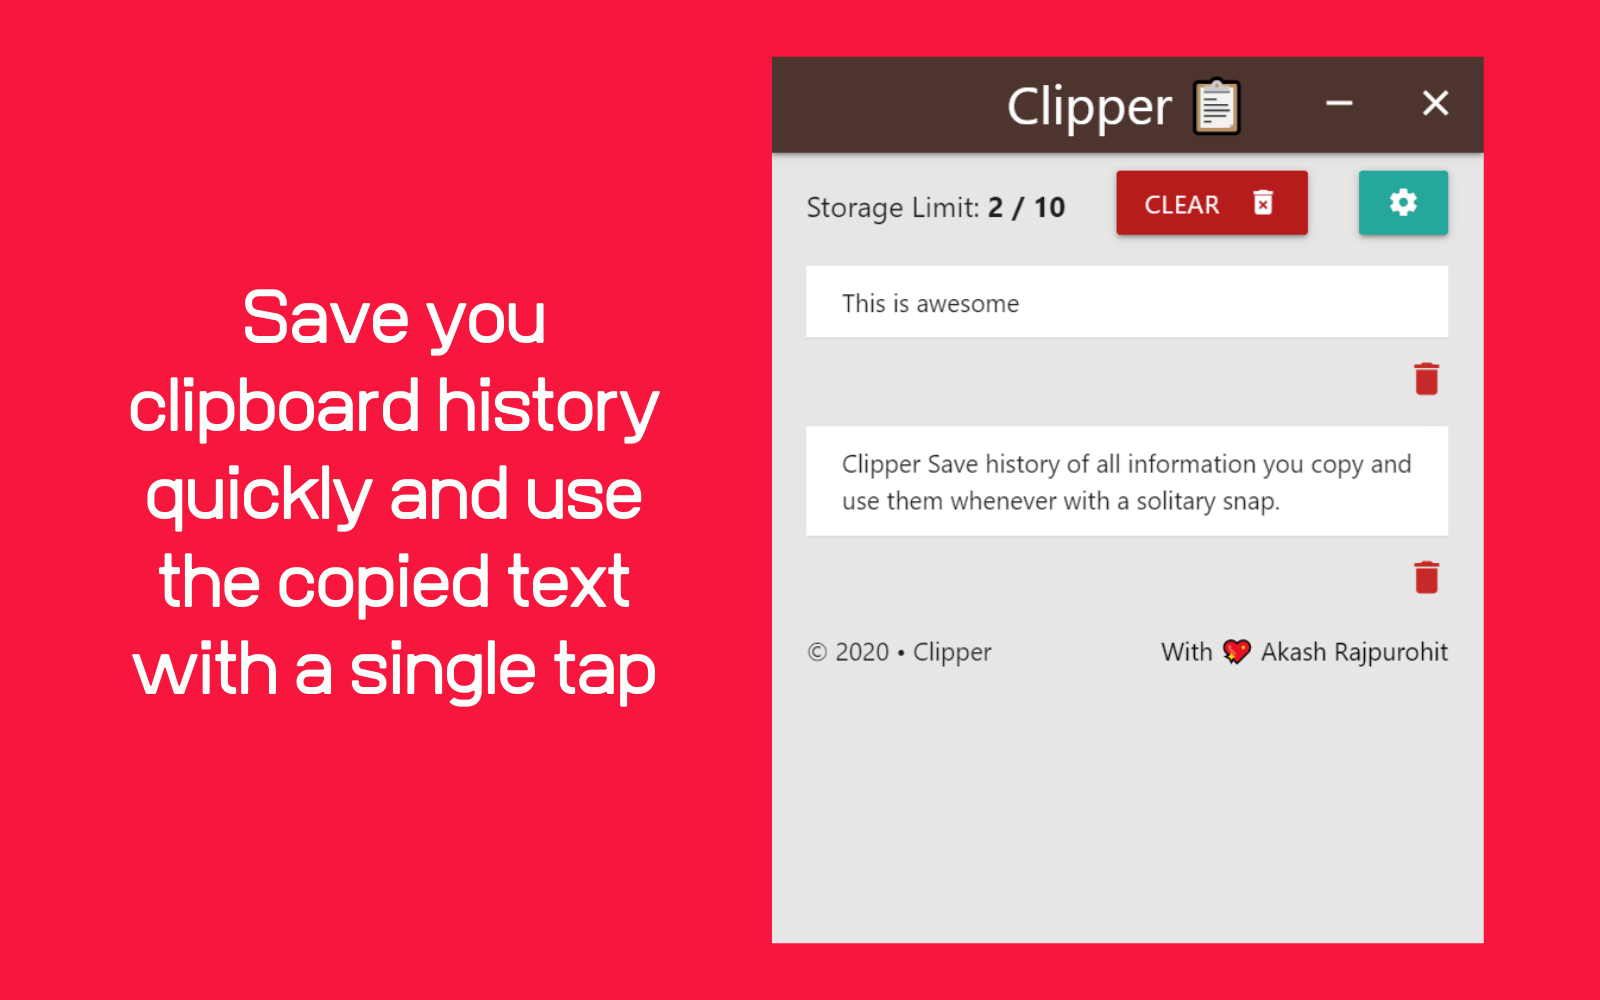 Save you
clipboard history
quickly and use
the copied text
with a single tap
Clipper
Storage Limit: 2 / 10
CLEAR
This is awesome
Clipper Save history of all information you copy and
use them whenever with a solitary snap.
© 2020 • Clipper
With 💖 Akash Rajpurohit